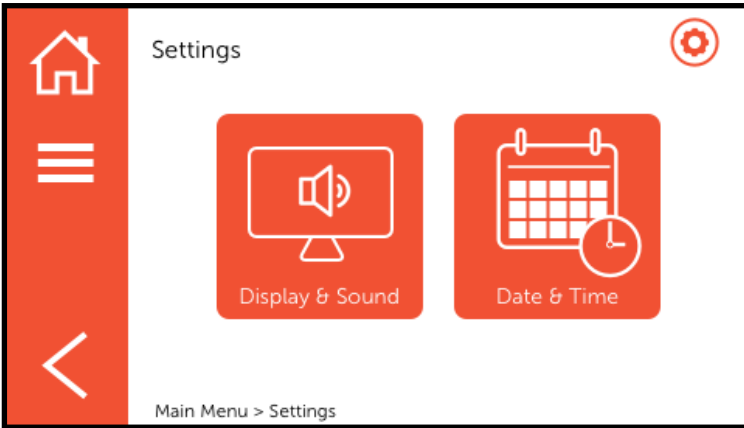 Settings
Display & Sound
Date & Time
Main Menu > Settings